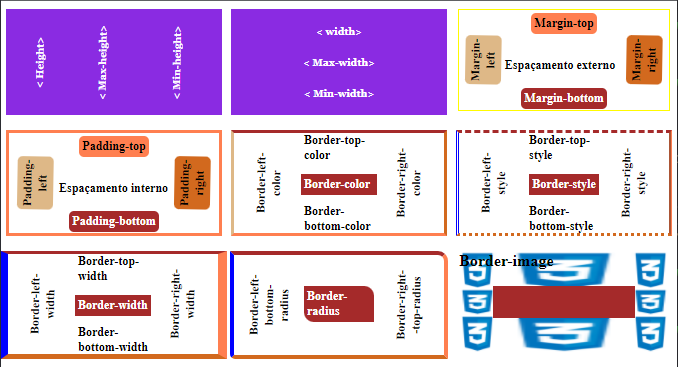 < Height>
< Max-height>
< Min-height>
< width>
< Max-width>
< Min-width>
Margin-top
Margin-
left
Espaçamento externo
Margin-
right
Margin-bottom
Padding-top
Padding-
left
Espaçamento interno
Padding-
right
Padding-bottom
Border-top-
color
Border-left-
color
Border-color
Border-right-
color
Border-
bottom-color
Border-top-
style
Border-left-
style
Border-style
Border-right-
style
Border-
bottom-style
Border-top-
width
Border-left-
width
Border-width
Border-right-
width
Border-
bottom-width
Border-left-
bottom-
radius
Border-
radius
Border-right-
-top-radius
Border-image